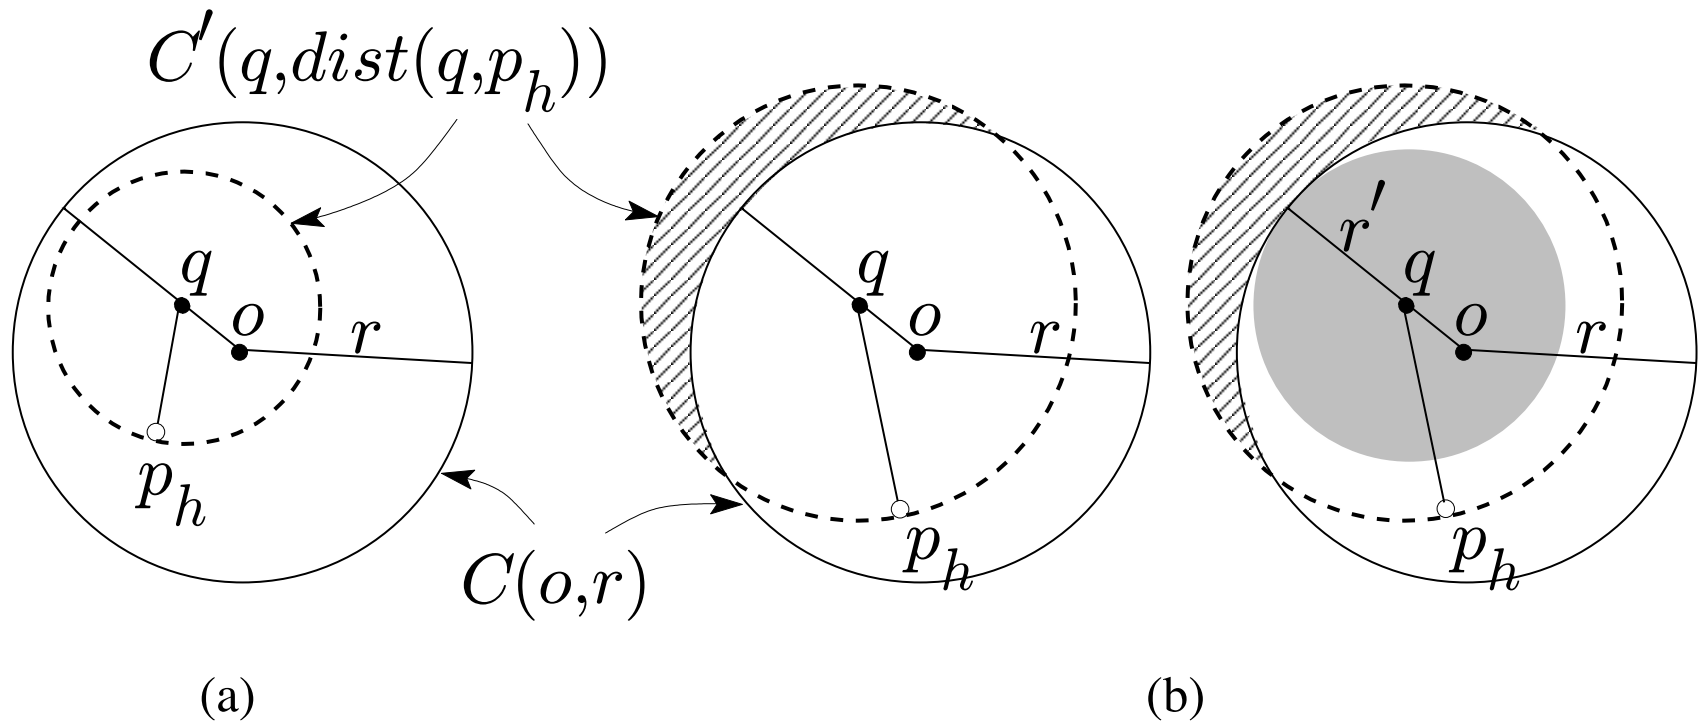 C′(q,dist(q,p_h))
q
o
r
p_h
C(o,r)
q
o
r
p_h
r′
q
o
r
p_h
(a)
(b)